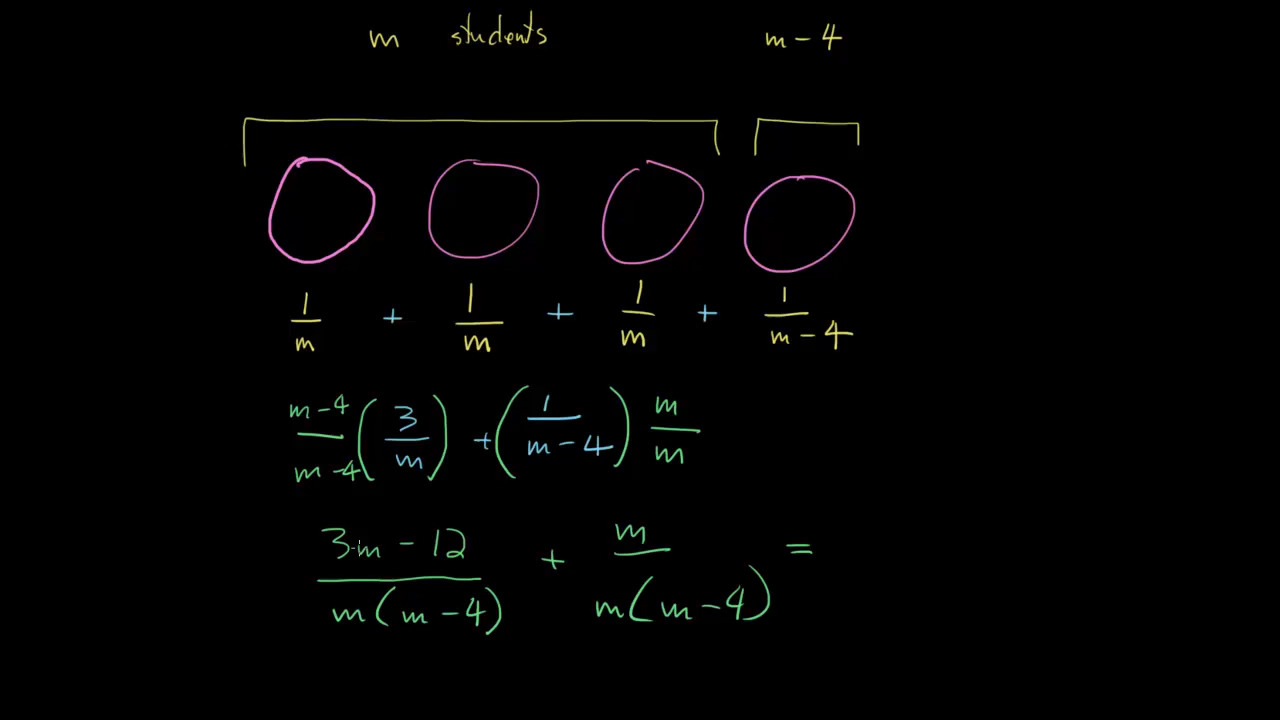 m students m - 4
1/m + 1/m + 1/m + 1/(m - 4)
(m - 4)/(m - 4) (3/m) + (1/(m - 4)) m/m
(3m - 12)/(m(m - 4)) + m/(m(m - 4)) =